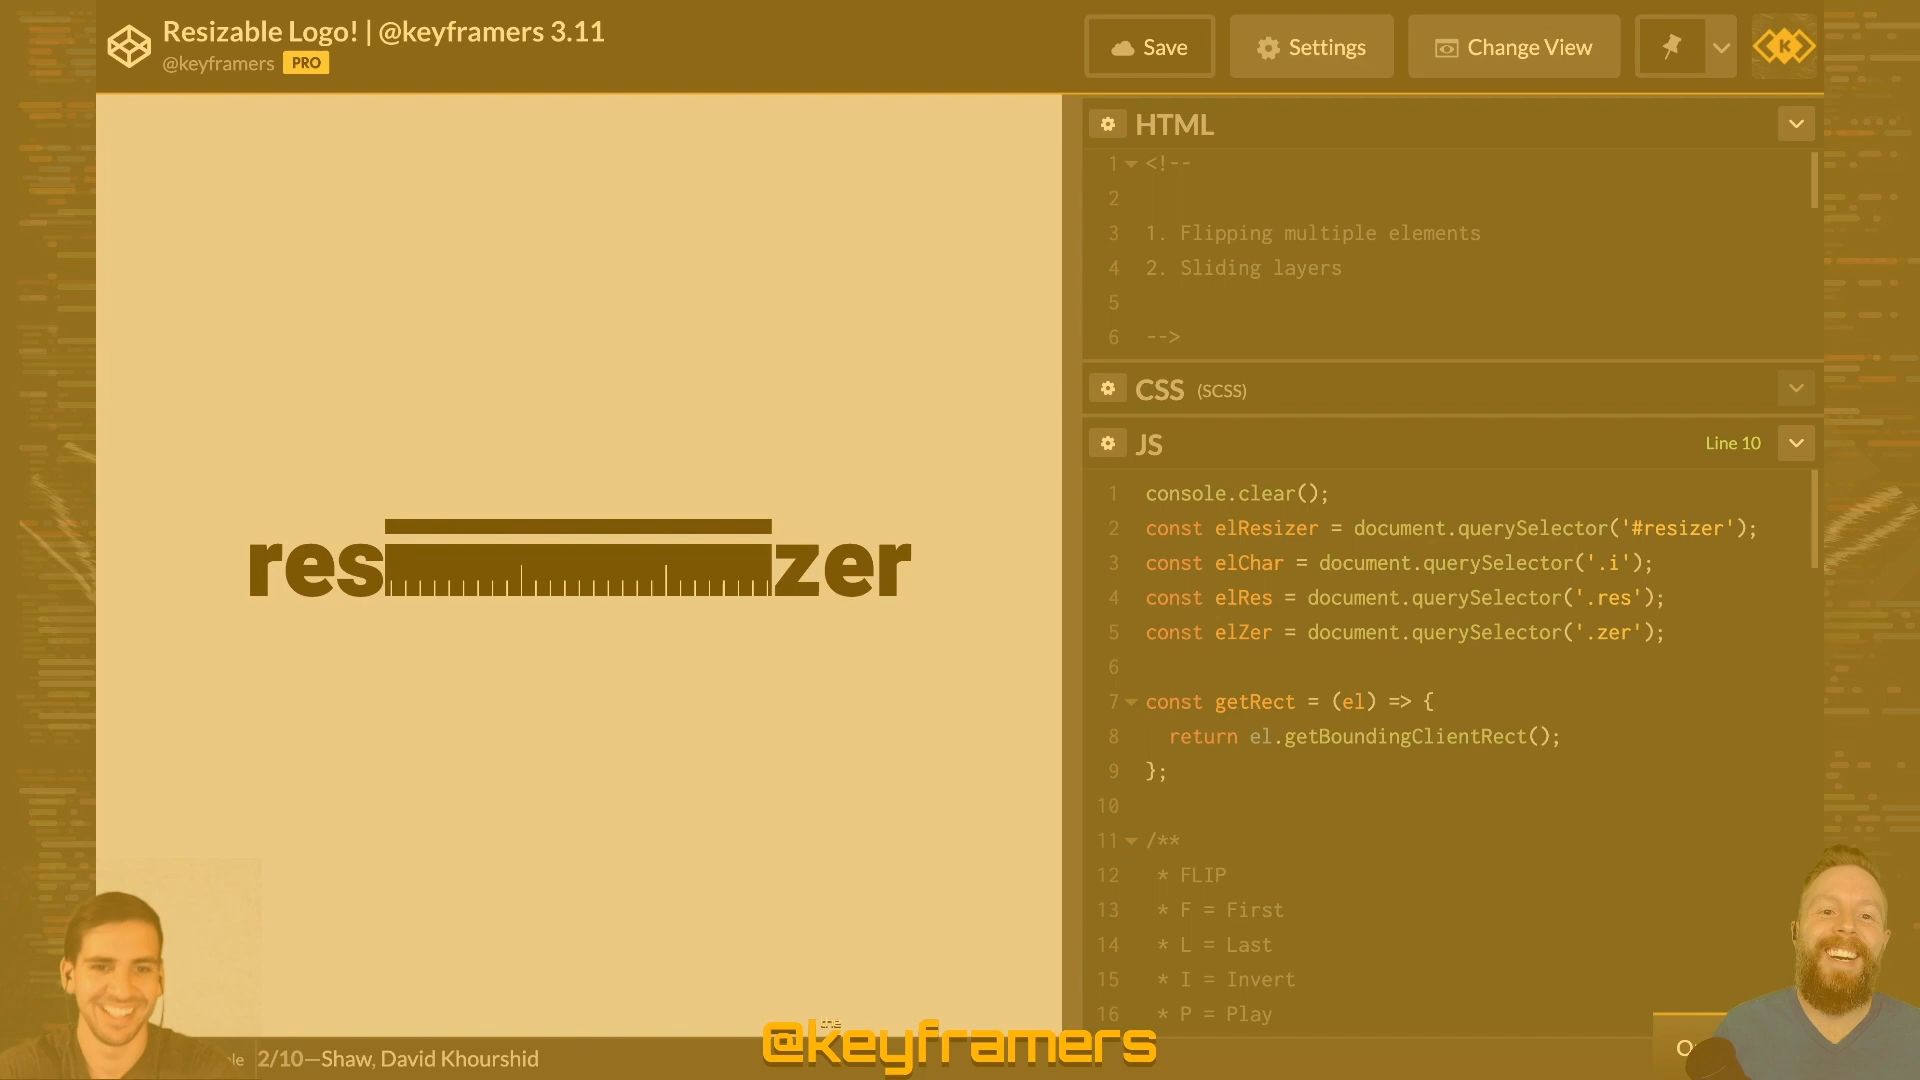 Resizable Logo! | @keyframers 3.11
@keyframers PRO
Save
Settings
Change View
K
HTML
1 <!--
2
3 1. Flipping multiple elements
4 2. Sliding layers
5
6 -->
CSS (SCSS)
JS
Line 10
1 console.clear();
2 const elResizer = document.querySelector('#resizer');
3 const elChar = document.querySelector('.i');
4 const elRes = document.querySelector('.res');
5 const elZer = document.querySelector('.zer');
6
7 const getRect = (el) => {
8 return el.getBoundingClientRect();
9 };
10
11 /**
12 * FLIP
13 * F = First
14 * L = Last
15 * I = Invert
16 * P = Play
res zer
2/10—Shaw, David Khourshid
the
@keyframers